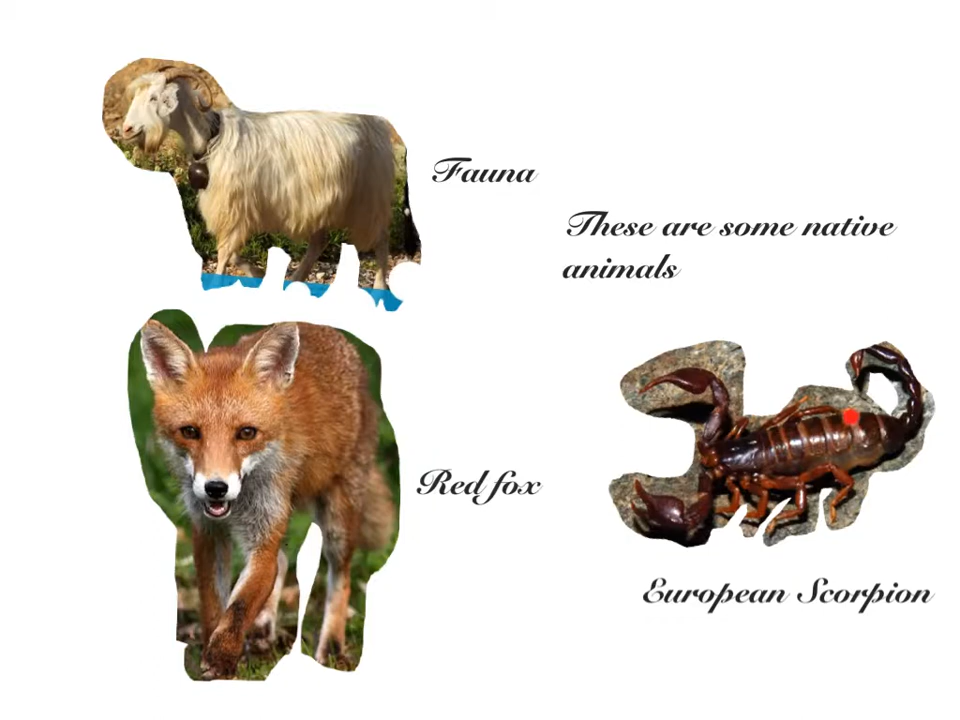 Fauna
These are some native
animals
Red fox
European Scorpion